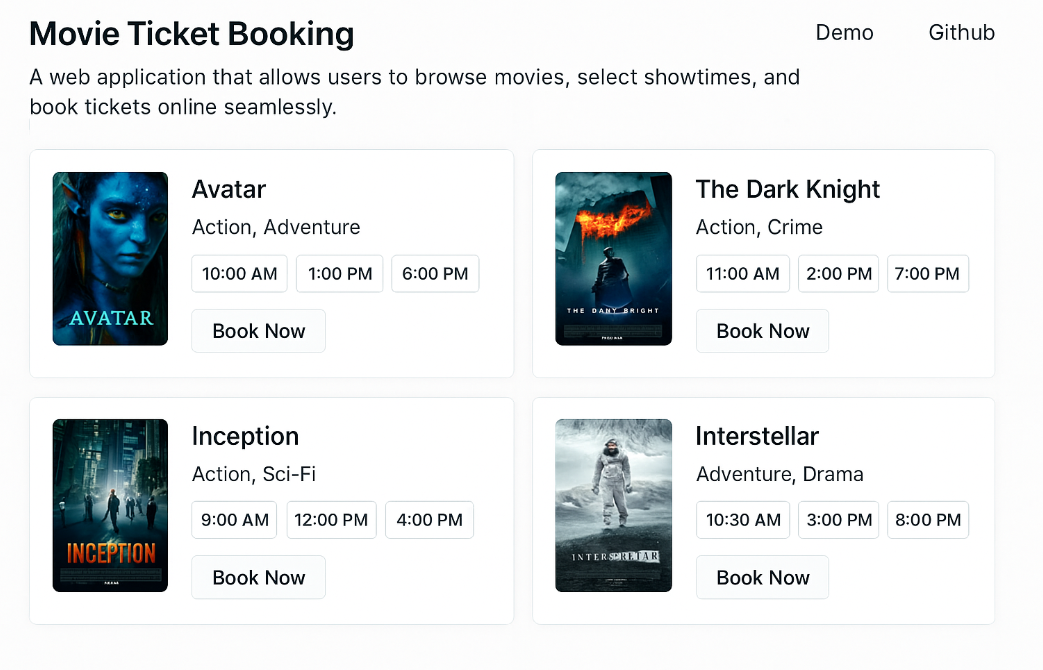 Movie Ticket Booking
Demo
Github
A web application that allows users to browse movies, select showtimes, and
book tickets online seamlessly.
Avatar
Action, Adventure
10:00 AM 1:00 PM 6:00 PM
Book Now
AVATAR
The Dark Knight
Action, Crime
11:00 AM 2:00 PM 7:00 PM
Book Now
THE DANY BRIGHT
Inception
Action, Sci-Fi
9:00 AM 12:00 PM 4:00 PM
Book Now
INCEPTION
Interstellar
Adventure, Drama
10:30 AM 3:00 PM 8:00 PM
Book Now